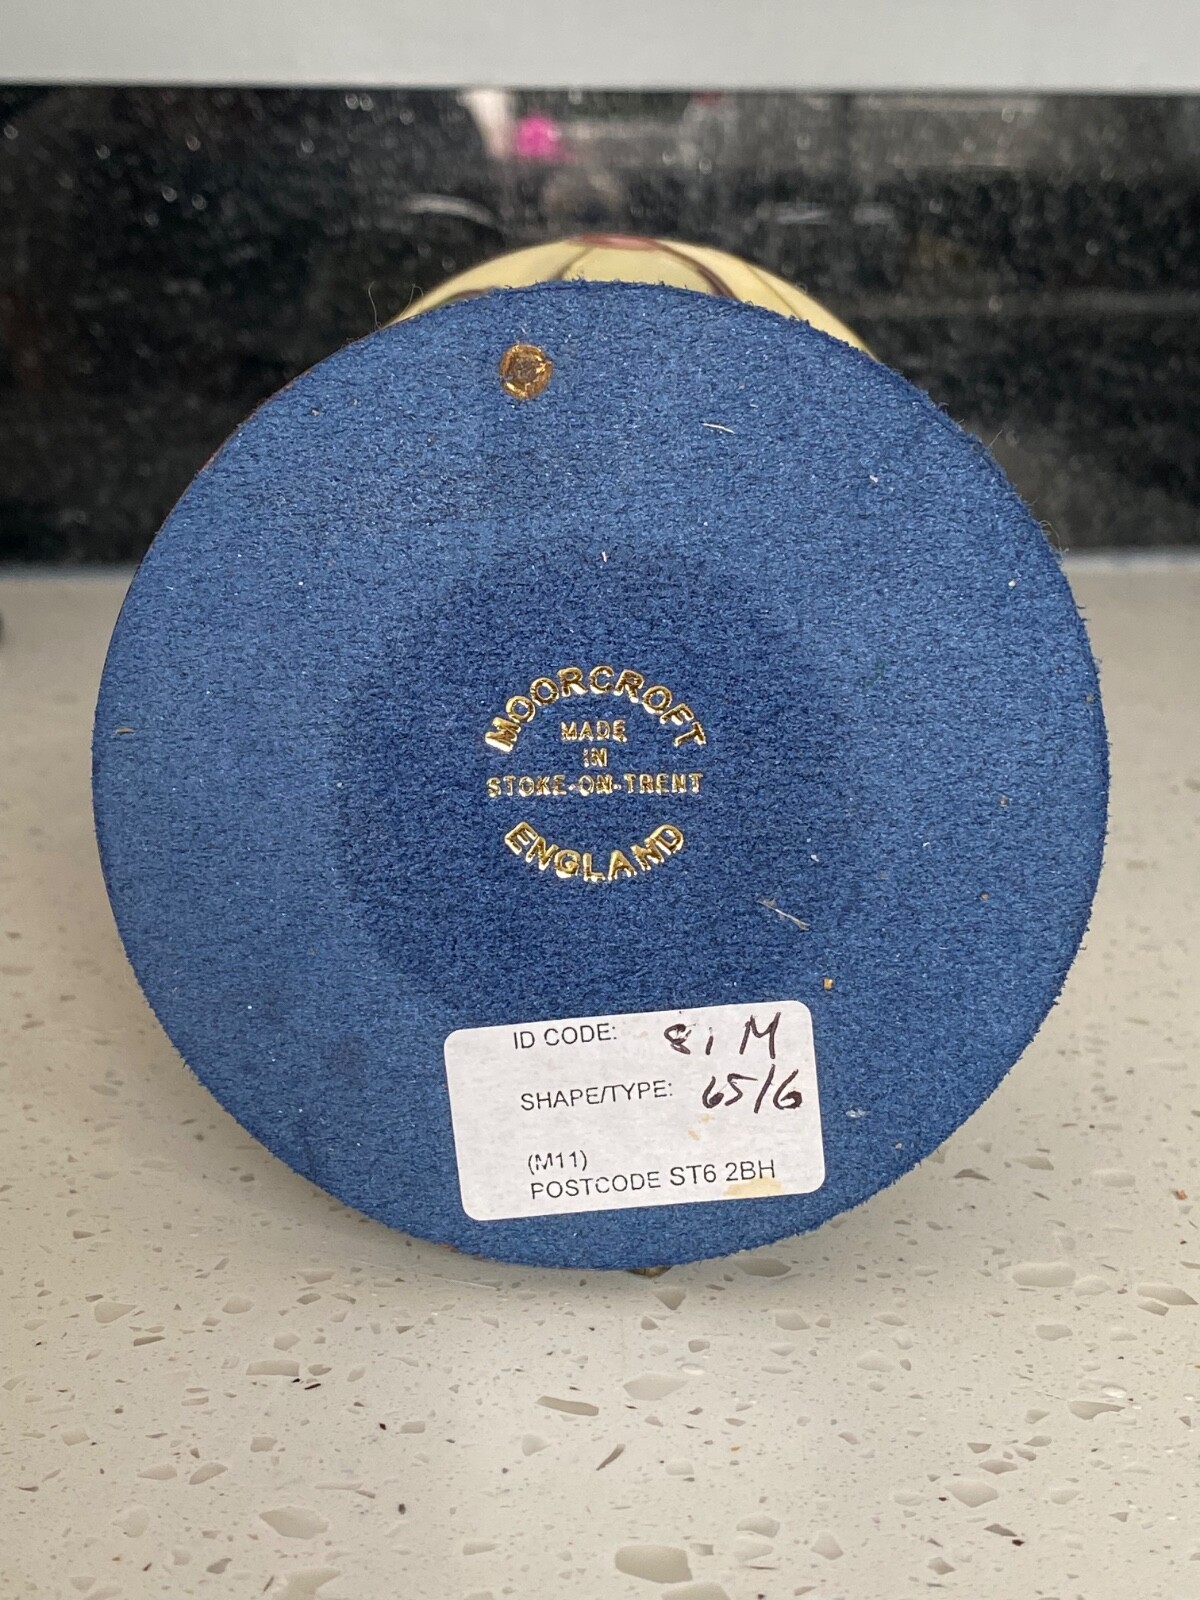 MOORCROFT
MADE
IN
STOKE-ON-TRENT
ENGLAND
ID CODE: 81 M
SHAPE/TYPE: 65/6
(M11)
POSTCODE ST6 2BH